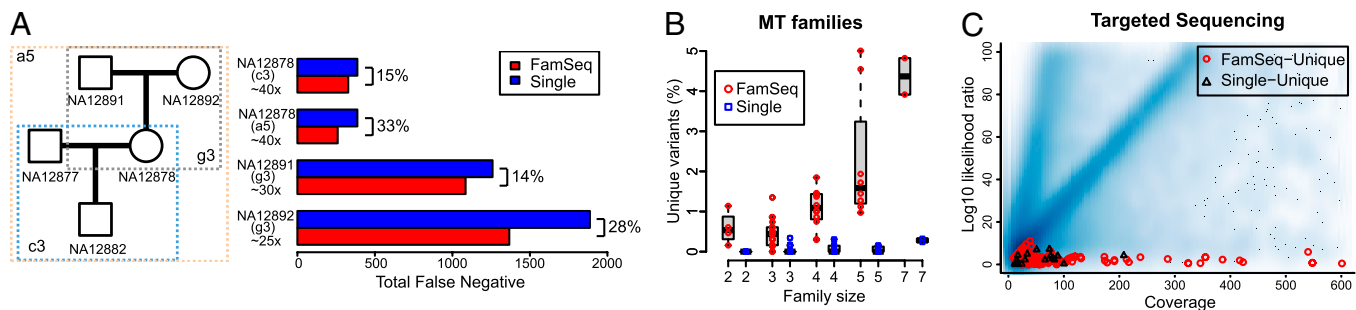 A
a5
NA12891
NA12892
g3
NA12877
NA12878
c3
NA12882
FamSeq
Single
NA12878
(c3)
~40x
15%
NA12878
(a5)
~40x
33%
NA12891
(g3)
~30x
14%
NA12892
(g3)
~25x
28%
0 500 1000 1500 2000
Total False Negative
B
MT families
FamSeq
Single
Unique variants (%)
5
4
3
2
1
0
2 2 3 3 4 4 5 5 7 7
Family size
C
Targeted Sequencing
FamSeq−Unique
Single−Unique
Log10 likelihood ratio
100
80
60
40
20
0
0 100 200 300 400 500 600
Coverage